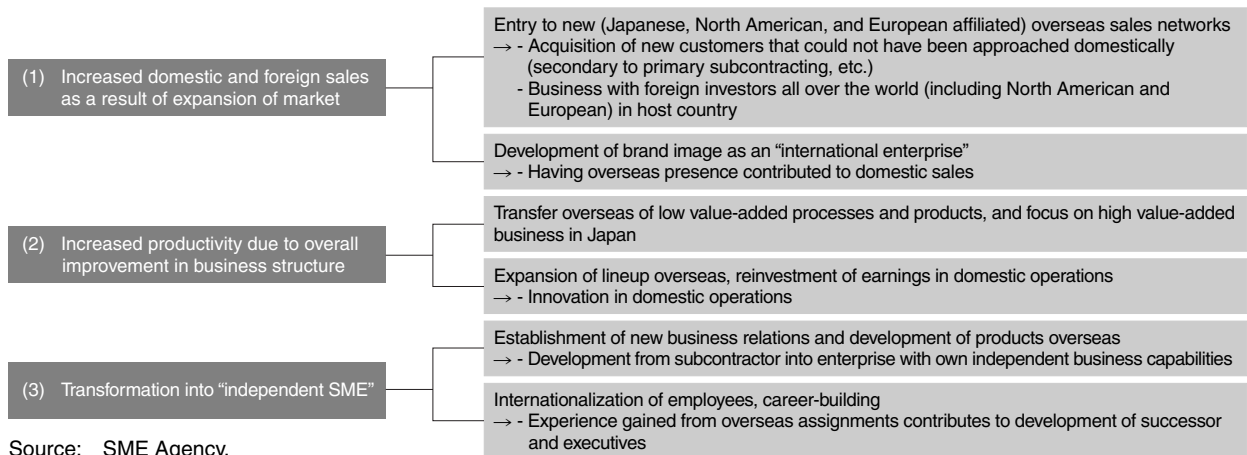 (1) Increased domestic and foreign sales
as a result of expansion of market
Entry to new (Japanese, North American, and European affiliated) overseas sales networks
→ - Acquisition of new customers that could not have been approached domestically
(secondary to primary subcontracting, etc.)
- Business with foreign investors all over the world (including North American and
European) in host country
Development of brand image as an “international enterprise”
→ - Having overseas presence contributed to domestic sales
(2) Increased productivity due to overall
improvement in business structure
Transfer overseas of low value-added processes and products, and focus on high value-added
business in Japan
Expansion of lineup overseas, reinvestment of earnings in domestic operations
→ - Innovation in domestic operations
(3) Transformation into “independent SME”
Establishment of new business relations and development of products overseas
→ - Development from subcontractor into enterprise with own independent business capabilities
Internationalization of employees, career-building
→ - Experience gained from overseas assignments contributes to development of successor
and executives
Source: SME Agency.